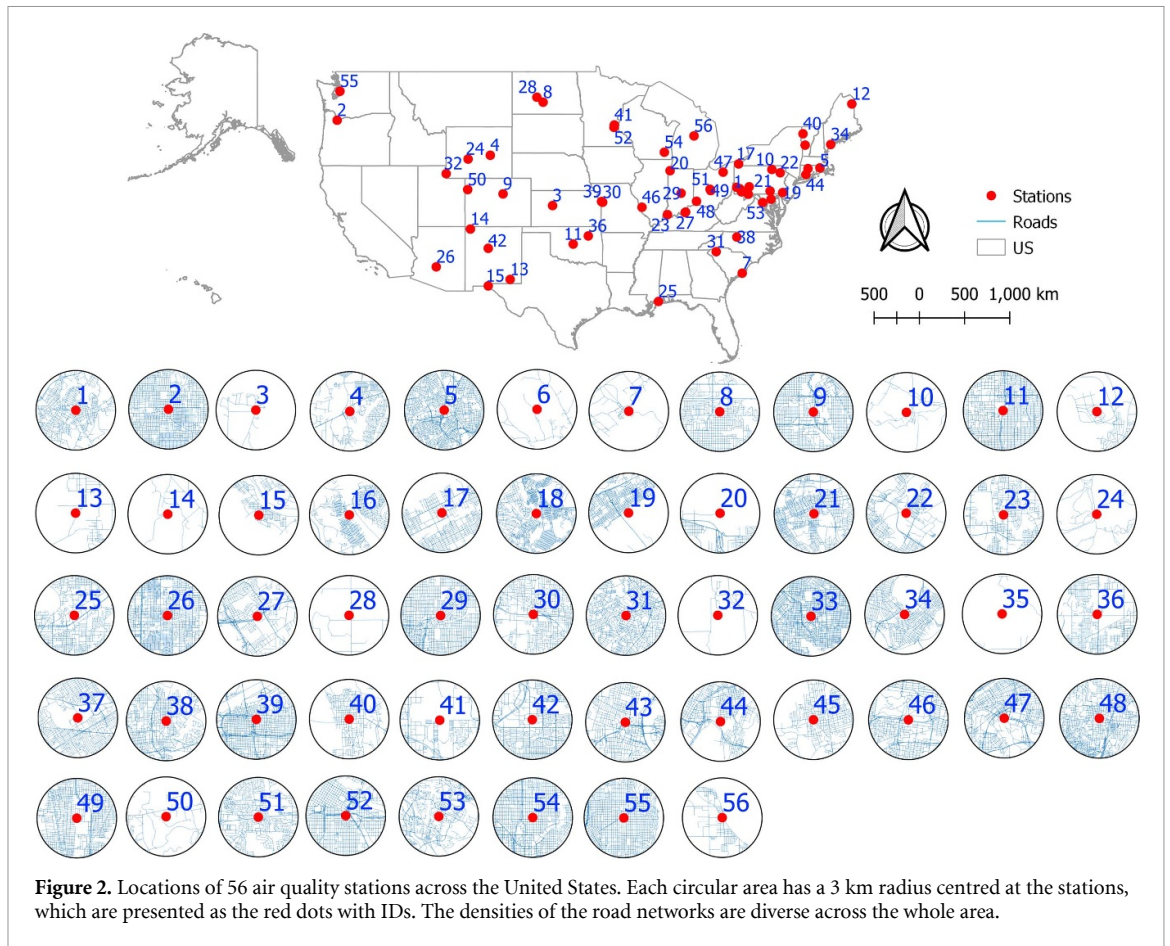 55
2
28 8
41
52
54
56
12
40
34
24 4
32
50
9
3
39 30
20
47 17 10 22 5
51 1 21
29 49 19 44
46
23 27 48 53
14
42
26
15 13
11
36
31 38
7
25
Stations
Roads
US
500 0 500 1,000 km
1 2 3 4 5 6 7 8 9 10 11 12
13 14 15 16 17 18 19 20 21 22 23 24
25 26 27 28 29 30 31 32 33 34 35 36
37 38 39 40 41 42 43 44 45 46 47 48
49 50 51 52 53 54 55 56
Figure 2. Locations of 56 air quality stations across the United States. Each circular area has a 3 km radius centred at the stations,
which are presented as the red dots with IDs. The densities of the road networks are diverse across the whole area.